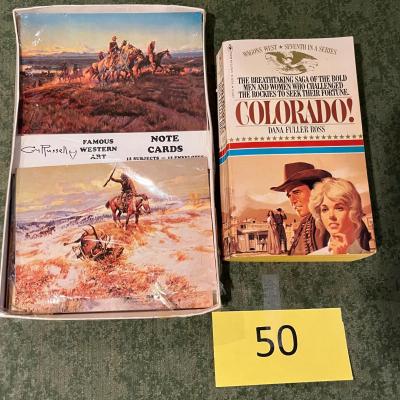 CM Russell
FAMOUS
WESTERN
ART
NOTE
CARDS
WAGONS WEST ★ SEVENTH IN A SERIES
THE BREATHTAKING SAGA OF THE BOLD
MEN AND WOMEN WHO CHALLENGED
THE ROCKIES TO SEEK THEIR FORTUNE.
COLORADO!
DANA FULLER ROSS
50